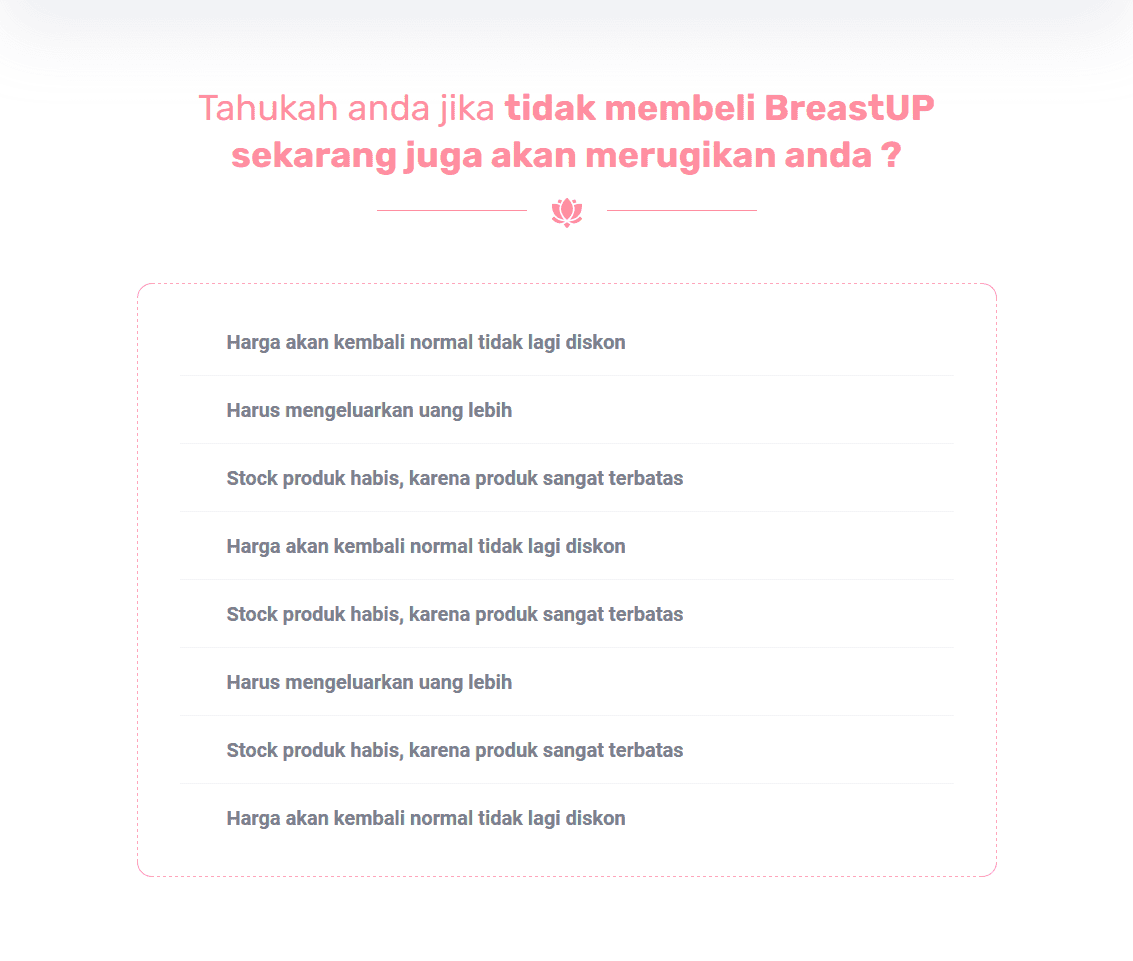 Tahukah anda jika tidak membeli BreastUP
sekarang juga akan merugikan anda ?
Harga akan kembali normal tidak lagi diskon
Harus mengeluarkan uang lebih
Stock produk habis, karena produk sangat terbatas
Harga akan kembali normal tidak lagi diskon
Stock produk habis, karena produk sangat terbatas
Harus mengeluarkan uang lebih
Stock produk habis, karena produk sangat terbatas
Harga akan kembali normal tidak lagi diskon